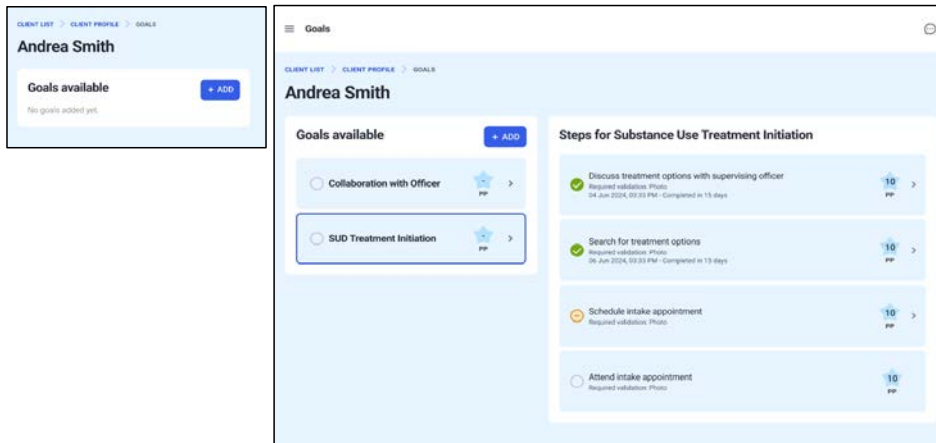 CLIENT LIST > CLIENT PROFILE > GOALS
Andrea Smith
Goals available
+ ADD
No goals added yet.
Goals
CLIENT LIST > CLIENT PROFILE > GOALS
Andrea Smith
Goals available
+ ADD
Collaboration with Officer
-
PP
SUD Treatment Initiation
-
PP
Steps for Substance Use Treatment Initiation
Discuss treatment options with supervising officer
Required validation: Photo
04 Jun 2024, 03:33 PM - Completed in 15 days
10
PP
Search for treatment options
Required validation: Photo
06 Jun 2024, 03:33 PM - Completed in 13 days
10
PP
Schedule intake appointment
Required validation: Photo
10
PP
Attend intake appointment
Required validation: Photo
10
PP